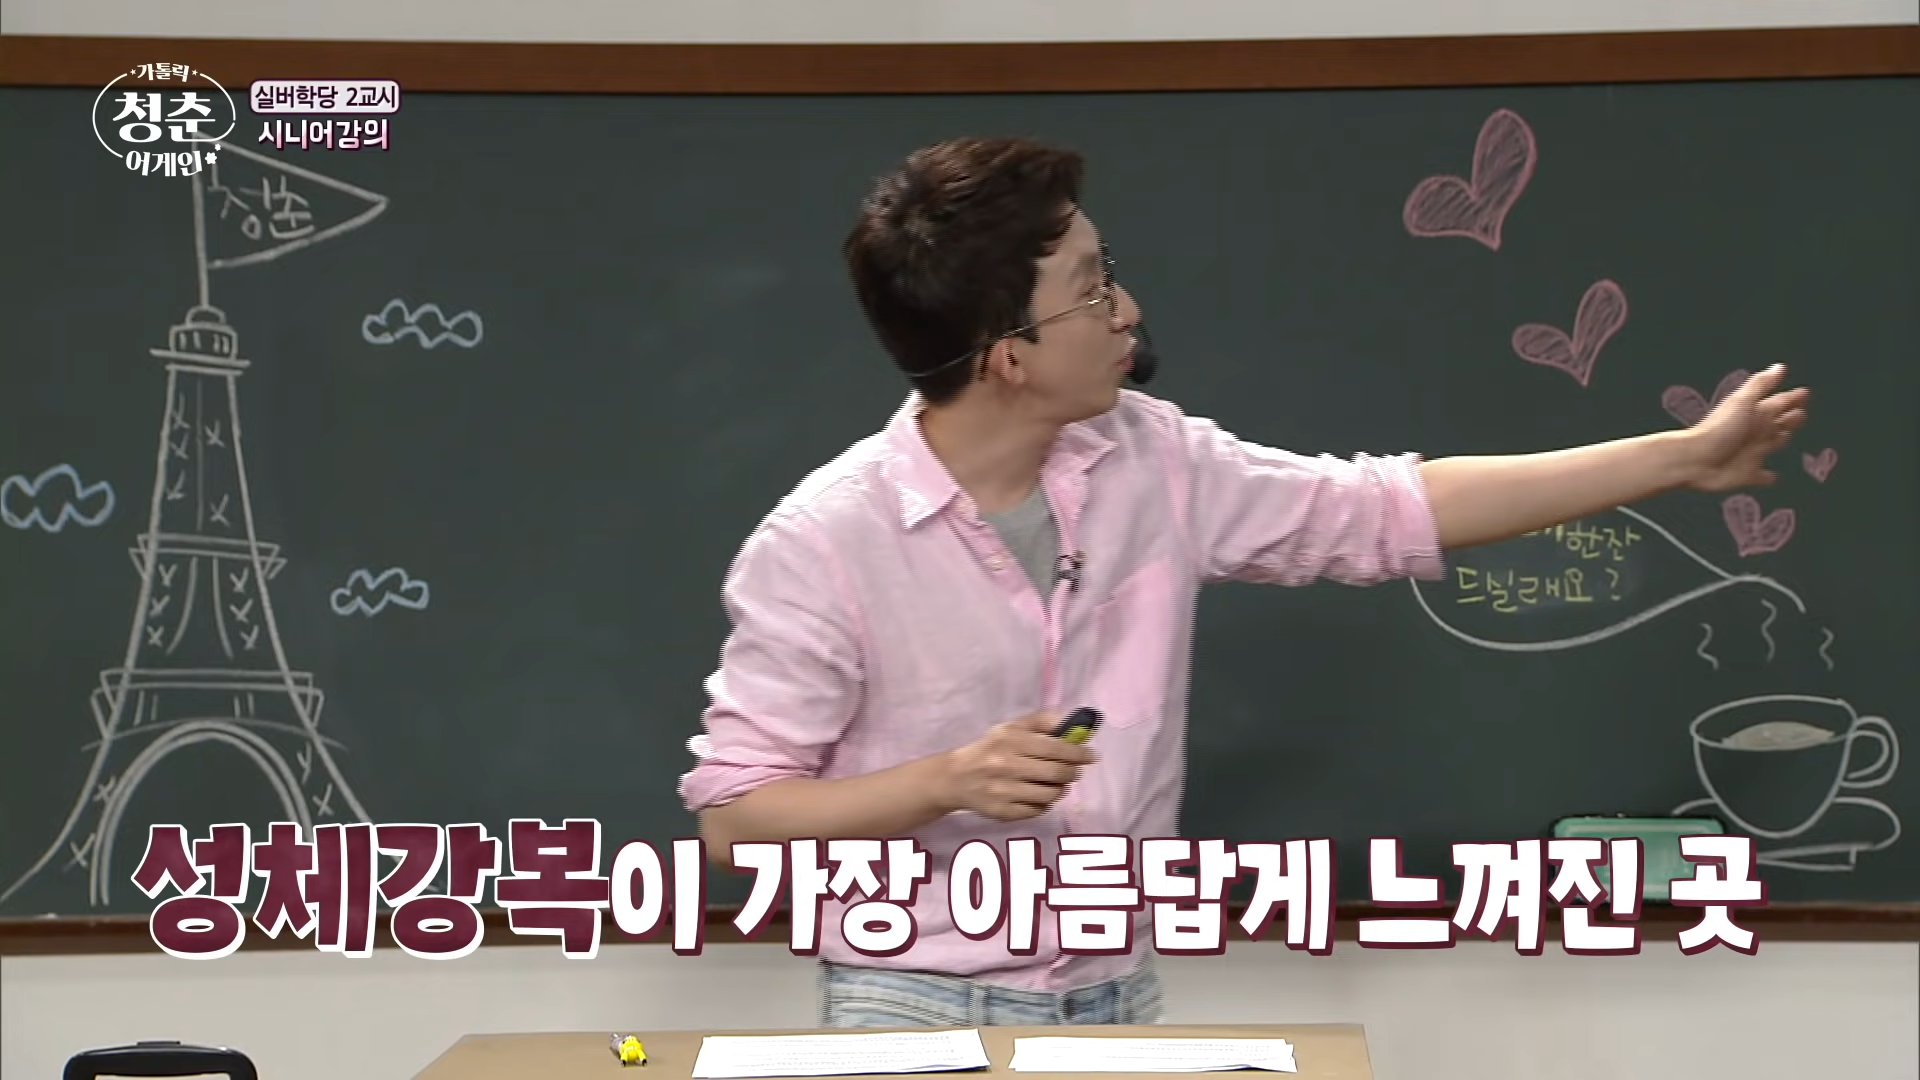 가톨릭
청춘
어게인
실버학당 2교시
시니어강의
청춘
한잔
드실래요?
성체강복이 가장 아름답게 느껴진 곳